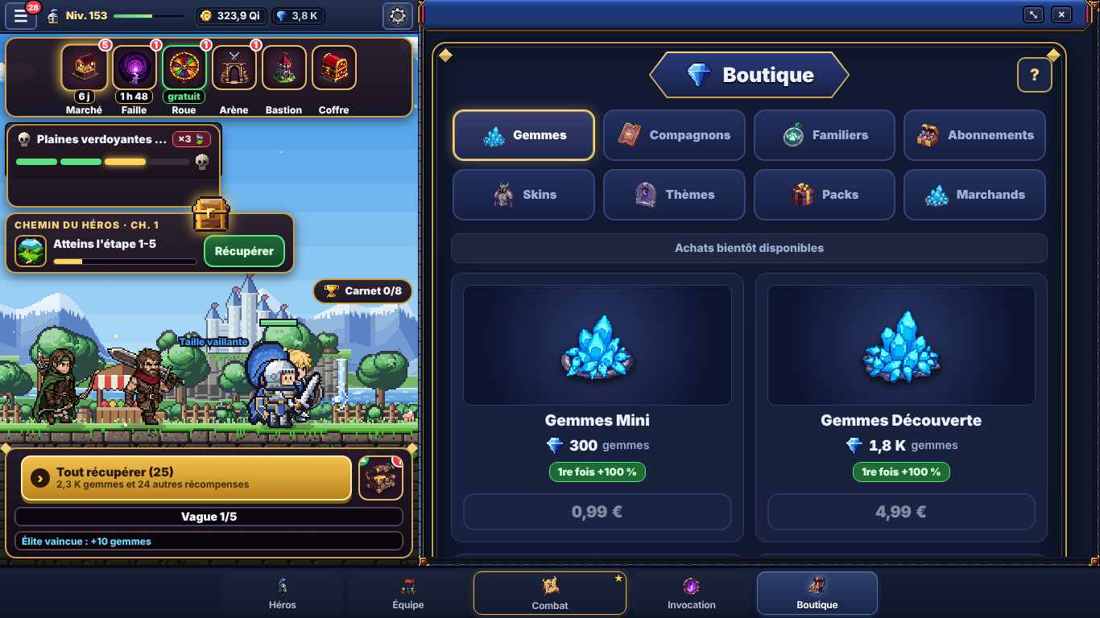 28
Niv. 153
323,9 Qi
3,8 K
5
1
1
1
6 j
1 h 48
gratuit
Marché
Faille
Roue
Arène
Bastion
Coffre
Plaines verdoyantes ...
×3
CHEMIN DU HÉROS · CH. 1
Atteins l'étape 1-5
Récupérer
Carnet 0/8
Taille vaillante
Tout récupérer (25)
2,3 K gemmes et 24 autres récompenses
Vague 1/5
Élite vaincue : +10 gemmes
Boutique
?
Gemmes
Compagnons
Familiers
Abonnements
Skins
Thèmes
Packs
Marchands
Achats bientôt disponibles
Gemmes Mini
300 gemmes
1re fois +100 %
0,99 €
Gemmes Découverte
1,8 K gemmes
1re fois +100 %
4,99 €
Héros
Équipe
Combat
Invocation
Boutique